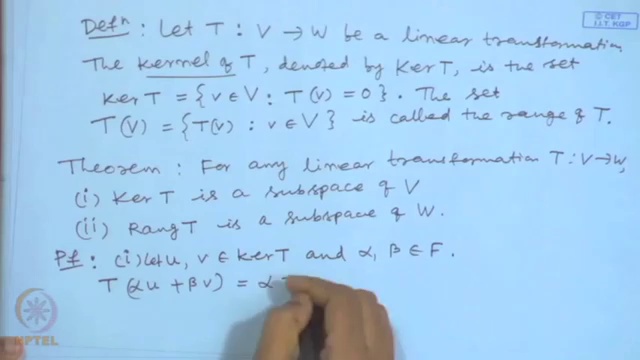 © CET
I.I.T. KGP
Defⁿ : Let T : V → W be a linear transformation
The kernel of T, denoted by Ker T, is the set
Ker T = {v ∈ V : T(v) = 0}. The set
T(V) = {T(v) : v ∈ V} is called the range of T.
Theorem : For any linear transformation T : V → W,
(i) Ker T is a subspace of V
(ii) Rang T is a subspace of W.
Pf : (i) Let u, v ∈ Ker T and α, β ∈ F.
T(αu + βv) = α
NPTEL